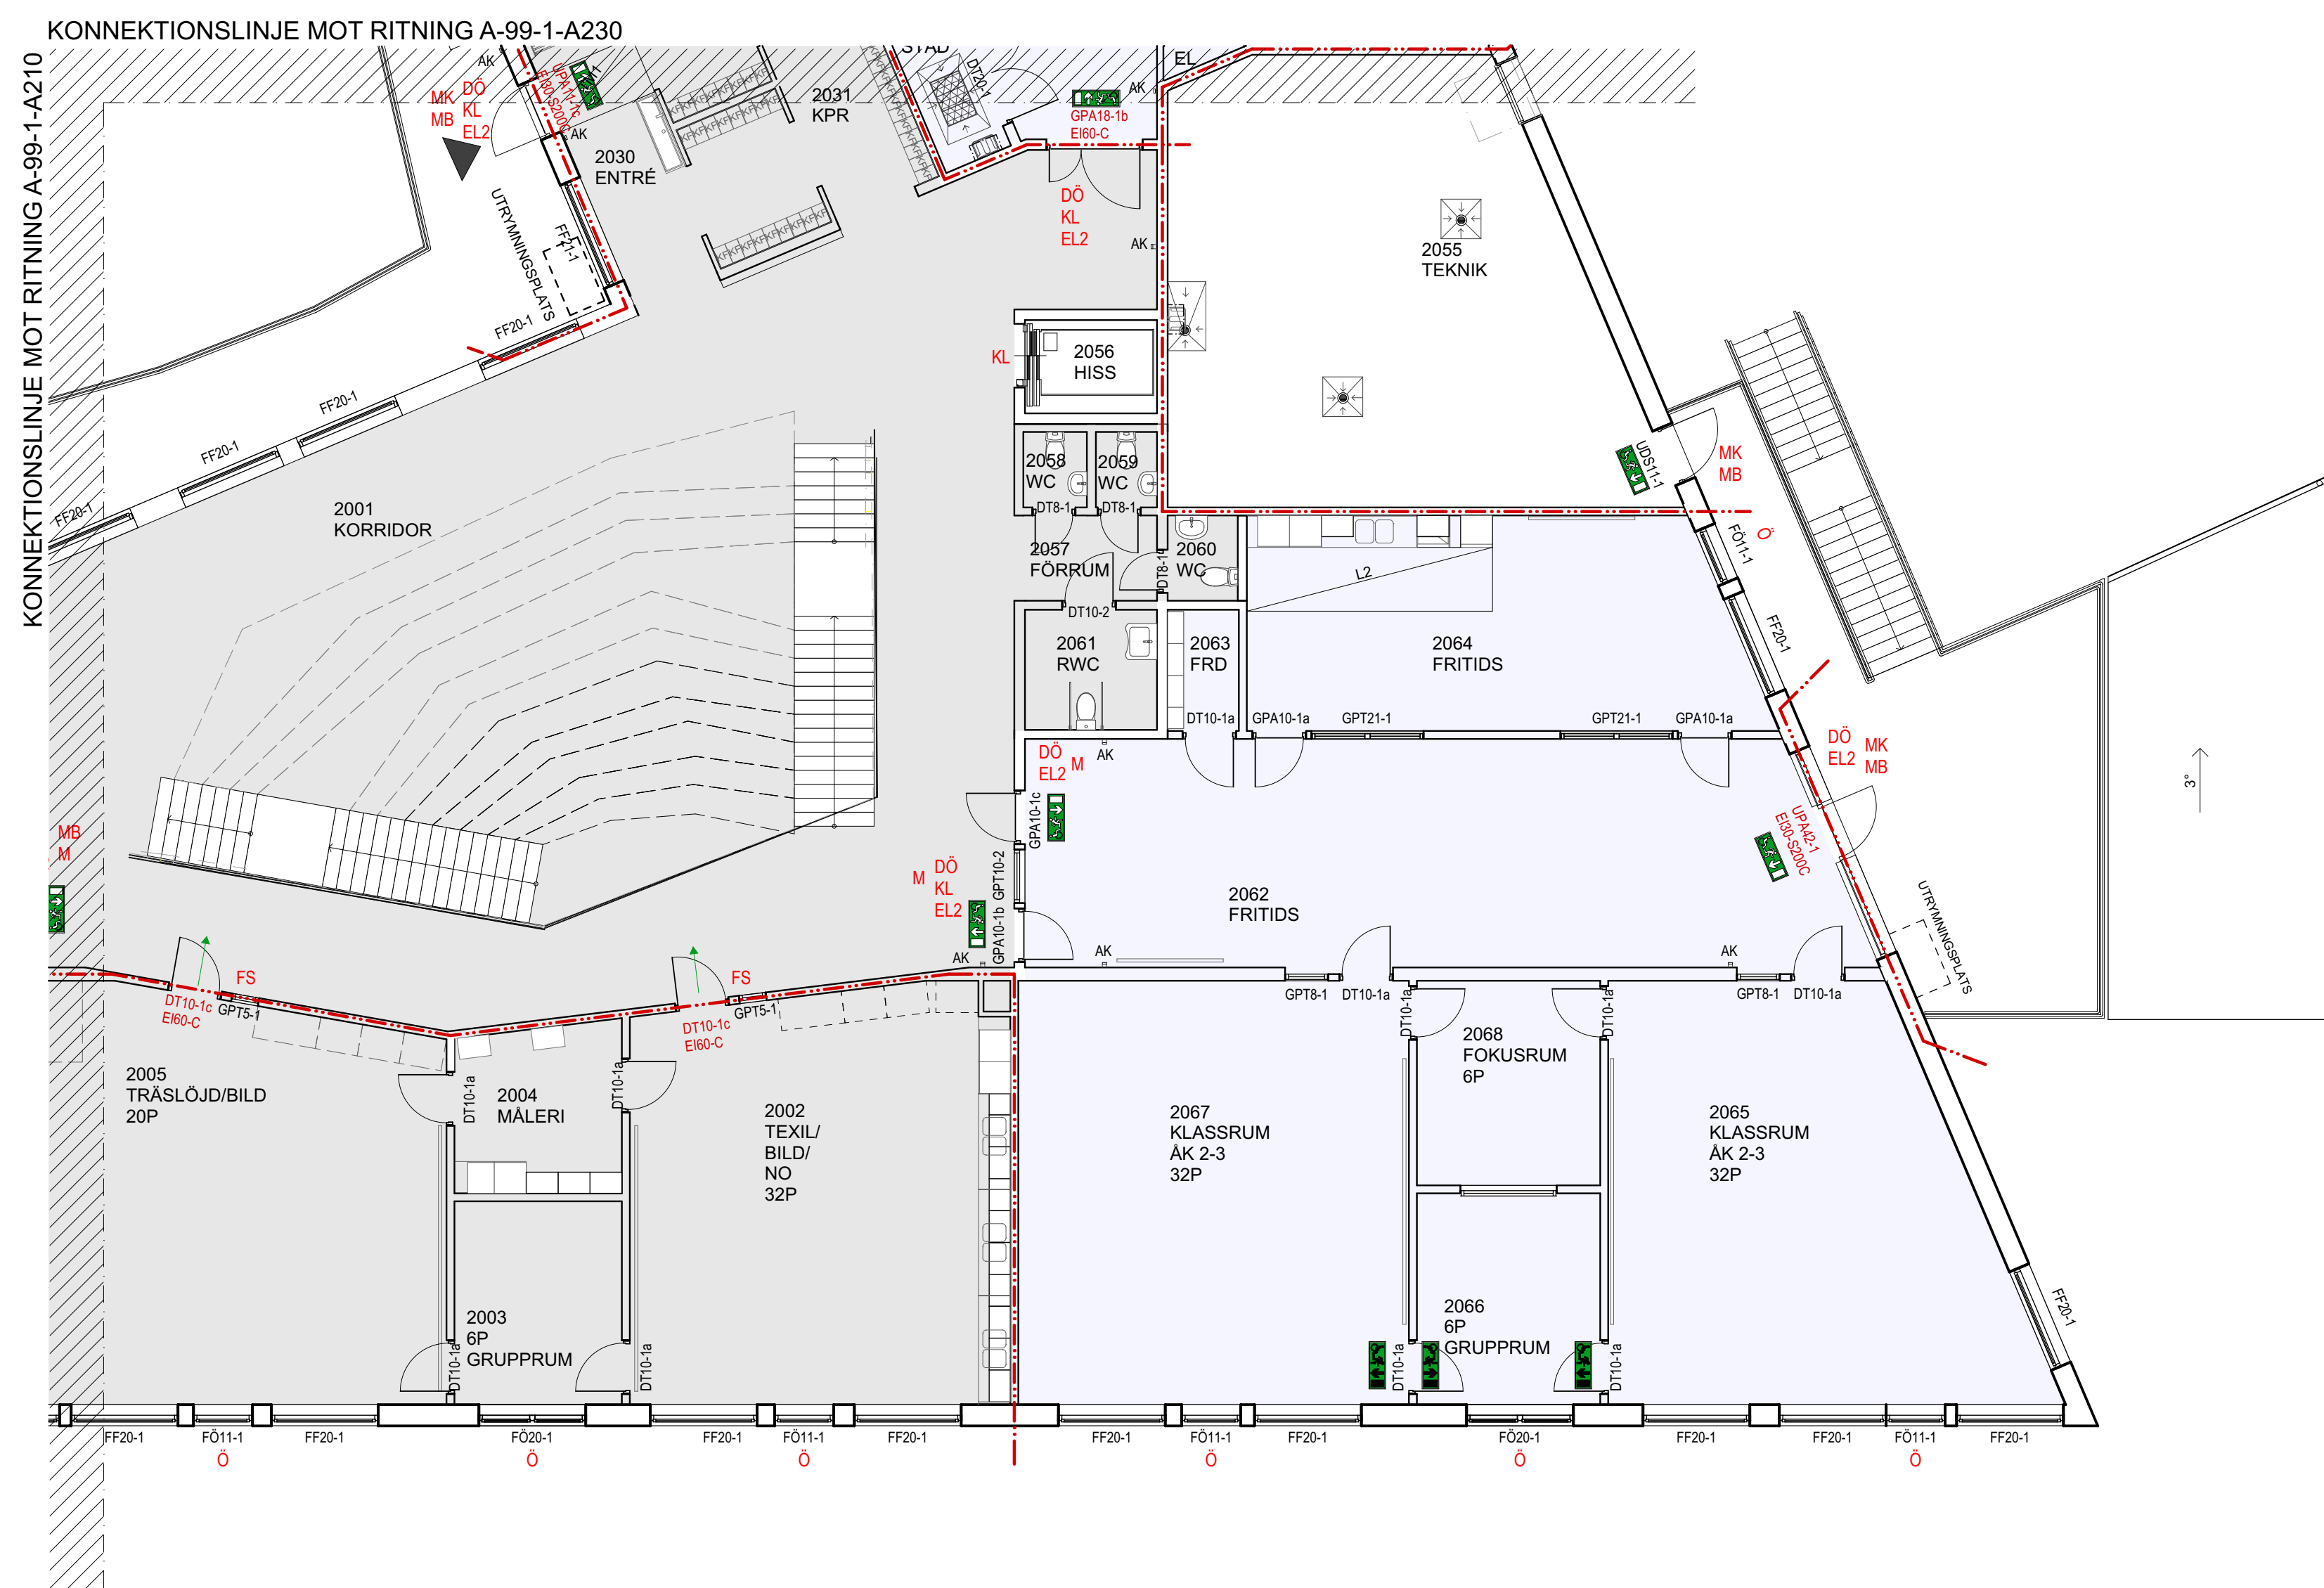 KONNEKTIONSLINJE MOT RITNING A-99-1-A230
KONNEKTIONSLINJE MOT RITNING A-99-1-A210
AK
MK
MB
DÖ
KL
EL2
UPA11-1c
EI30-S200C
AK
2030
ENTRÉ
2031
KPR
STÄD
DT20-1
EL
AK
GPA18-1b
EI60-C
DÖ
KL
EL2
AK
UTRYMNINGSPLATS
FF21-1
FF20-1
FF20-1
FF20-1
FF20-1
2055
TEKNIK
KL
2056
HISS
2001
KORRIDOR
2058
WC
2059
WC
DT8-1
DT8-1
2057
FÖRRUM
DT8-1
2060
WC
DT10-2
L2
UDS11-1
MK
MB
Ö
FÖ11-1
FF20-1
2061
RWC
2063
FRD
2064
FRITIDS
DT10-1a
GPA10-1a
GPT21-1
GPT21-1
GPA10-1a
DÖ
EL2
M
AK
GPA10-1c
DÖ
EL2
MK
MB
UPA42-1
EI30-S200C
3°
MB
M
M
DÖ
KL
EL2
GPT10-2
GPA10-1b
AK
2062
FRITIDS
AK
AK
UTRYMNINGSPLATS
FS
DT10-1c
EI60-C
GPT5-1
FS
DT10-1c
EI60-C
GPT5-1
GPT8-1
DT10-1a
GPT8-1
DT10-1a
DT10-1a
DT10-1a
2005
TRÄSLÖJD/BILD
20P
DT10-1a
2004
MÅLERI
DT10-1a
2002
TEXIL/
BILD/
NO
32P
2067
KLASSRUM
ÅK 2-3
32P
2068
FOKUSRUM
6P
2065
KLASSRUM
ÅK 2-3
32P
2003
6P
GRUPPRUM
DT10-1a
DT10-1a
2066
6P
GRUPPRUM
DT10-1a
DT10-1a
FF20-1
FF20-1
FÖ11-1
FF20-1
FÖ20-1
FF20-1
FÖ11-1
FF20-1
FF20-1
FÖ11-1
FF20-1
FÖ20-1
FF20-1
FF20-1
FÖ11-1
FF20-1
Ö
Ö
Ö
Ö
Ö
Ö